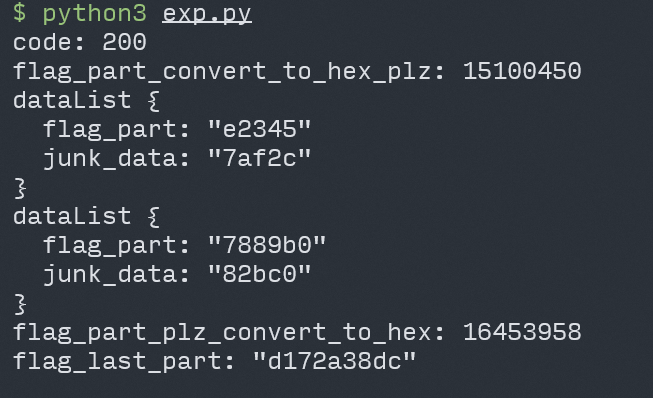 $ python3 exp.py
code: 200
flag_part_convert_to_hex_plz: 15100450
dataList {
  flag_part: "e2345"
  junk_data: "7af2c"
}
dataList {
  flag_part: "7889b0"
  junk_data: "82bc0"
}
flag_part_plz_convert_to_hex: 16453958
flag_last_part: "d172a38dc"